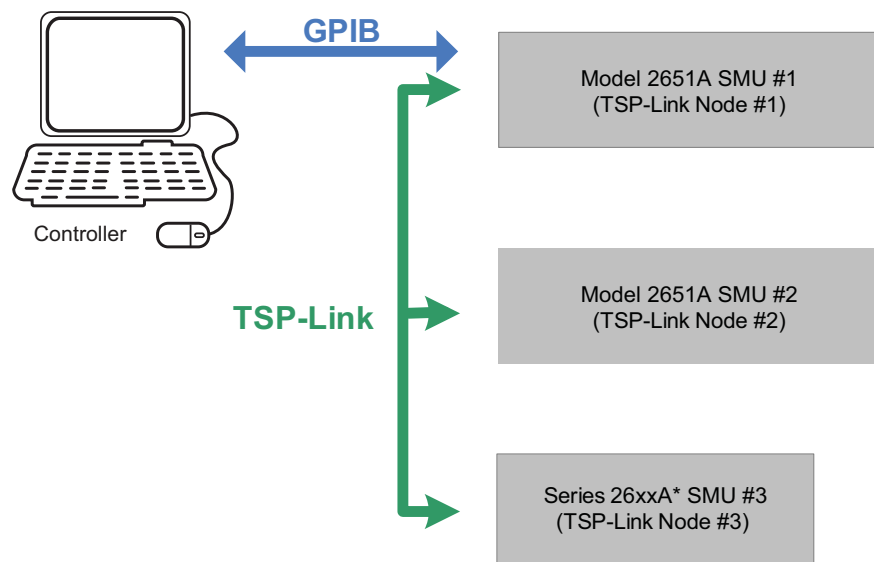 GPIB
Model 2651A SMU #1
(TSP-Link Node #1)
Controller
Model 2651A SMU #2
(TSP-Link Node #2)
TSP-Link
Series 26xxA* SMU #3
(TSP-Link Node #3)